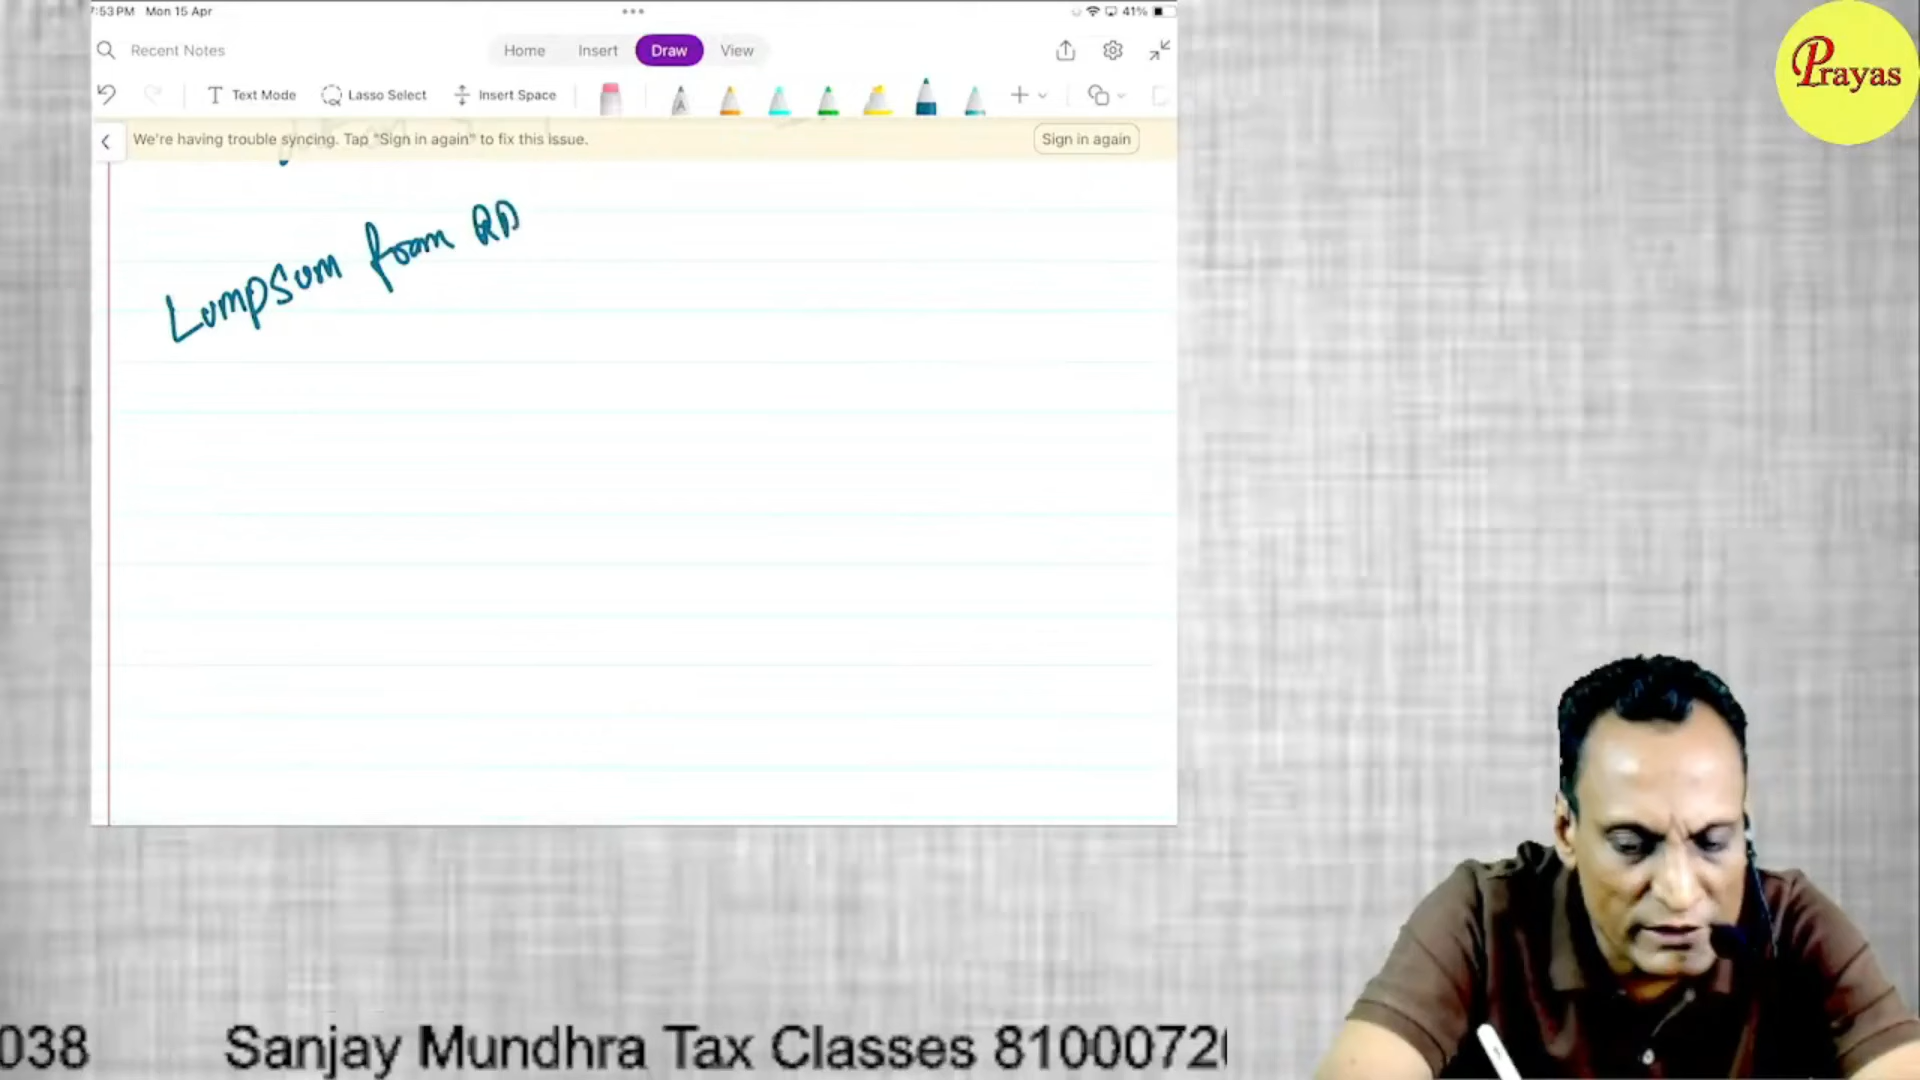 7:53 PM Mon 15 Apr
41%
Prayas
Recent Notes
Home Insert Draw View
Text Mode Lasso Select Insert Space
We're having trouble syncing. Tap "Sign in again" to fix this issue.
Sign in again
Lumpsum from RD
038 Sanjay Mundhra Tax Classes 8100072